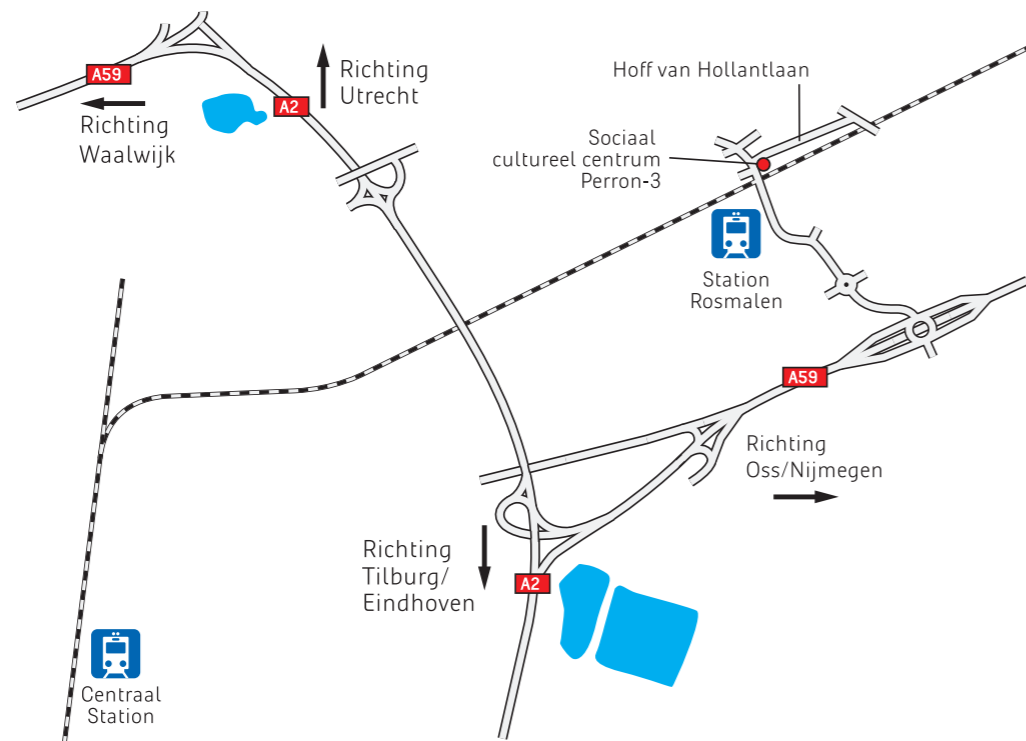 A59
Richting
Waalwijk
A2
Richting
Utrecht
Hoff van Hollantlaan
Sociaal
cultureel centrum
Perron-3
Station
Rosmalen
A59
Richting
Oss/Nijmegen
Richting
Tilburg/
Eindhoven
A2
Centraal
Station